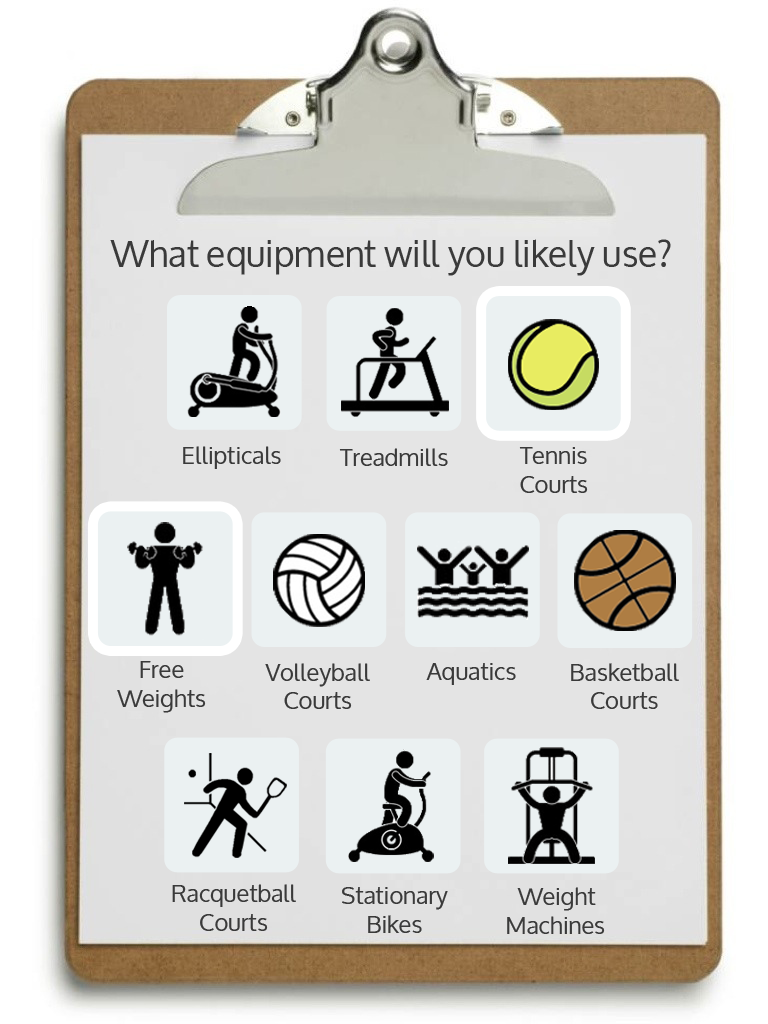 What equipment will you likely use?
Ellipticals
Treadmills
Tennis
Courts
Free
Weights
Volleyball
Courts
Aquatics
Basketball
Courts
Racquetball
Courts
Stationary
Bikes
Weight
Machines